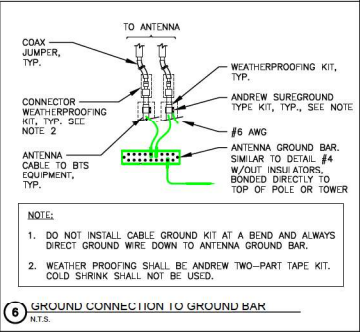 TO ANTENNA
COAX
JUMPER,
TYP.
WEATHERPROOFING KIT,
TYP.
CONNECTOR
WEATHERPROOFING
KIT, TYP. SEE
NOTE 2
ANDREW SUREGROUND
TYPE KIT, TYP., SEE NOTE
#6 AWG
ANTENNA
CABLE TO BTS
EQUIPMENT,
TYP.
ANTENNA GROUND BAR.
SIMILAR TO DETAIL #4
W/OUT INSULATORS,
BONDED DIRECTLY TO
TOP OF POLE OR TOWER
NOTE:
1. DO NOT INSTALL CABLE GROUND KIT AT A BEND AND ALWAYS
DIRECT GROUND WIRE DOWN TO ANTENNA GROUND BAR.
2. WEATHER PROOFING SHALL BE ANDREW TWO-PART TAPE KIT.
COLD SHRINK SHALL NOT BE USED.
6 GROUND CONNECTION TO GROUND BAR
N.T.S.